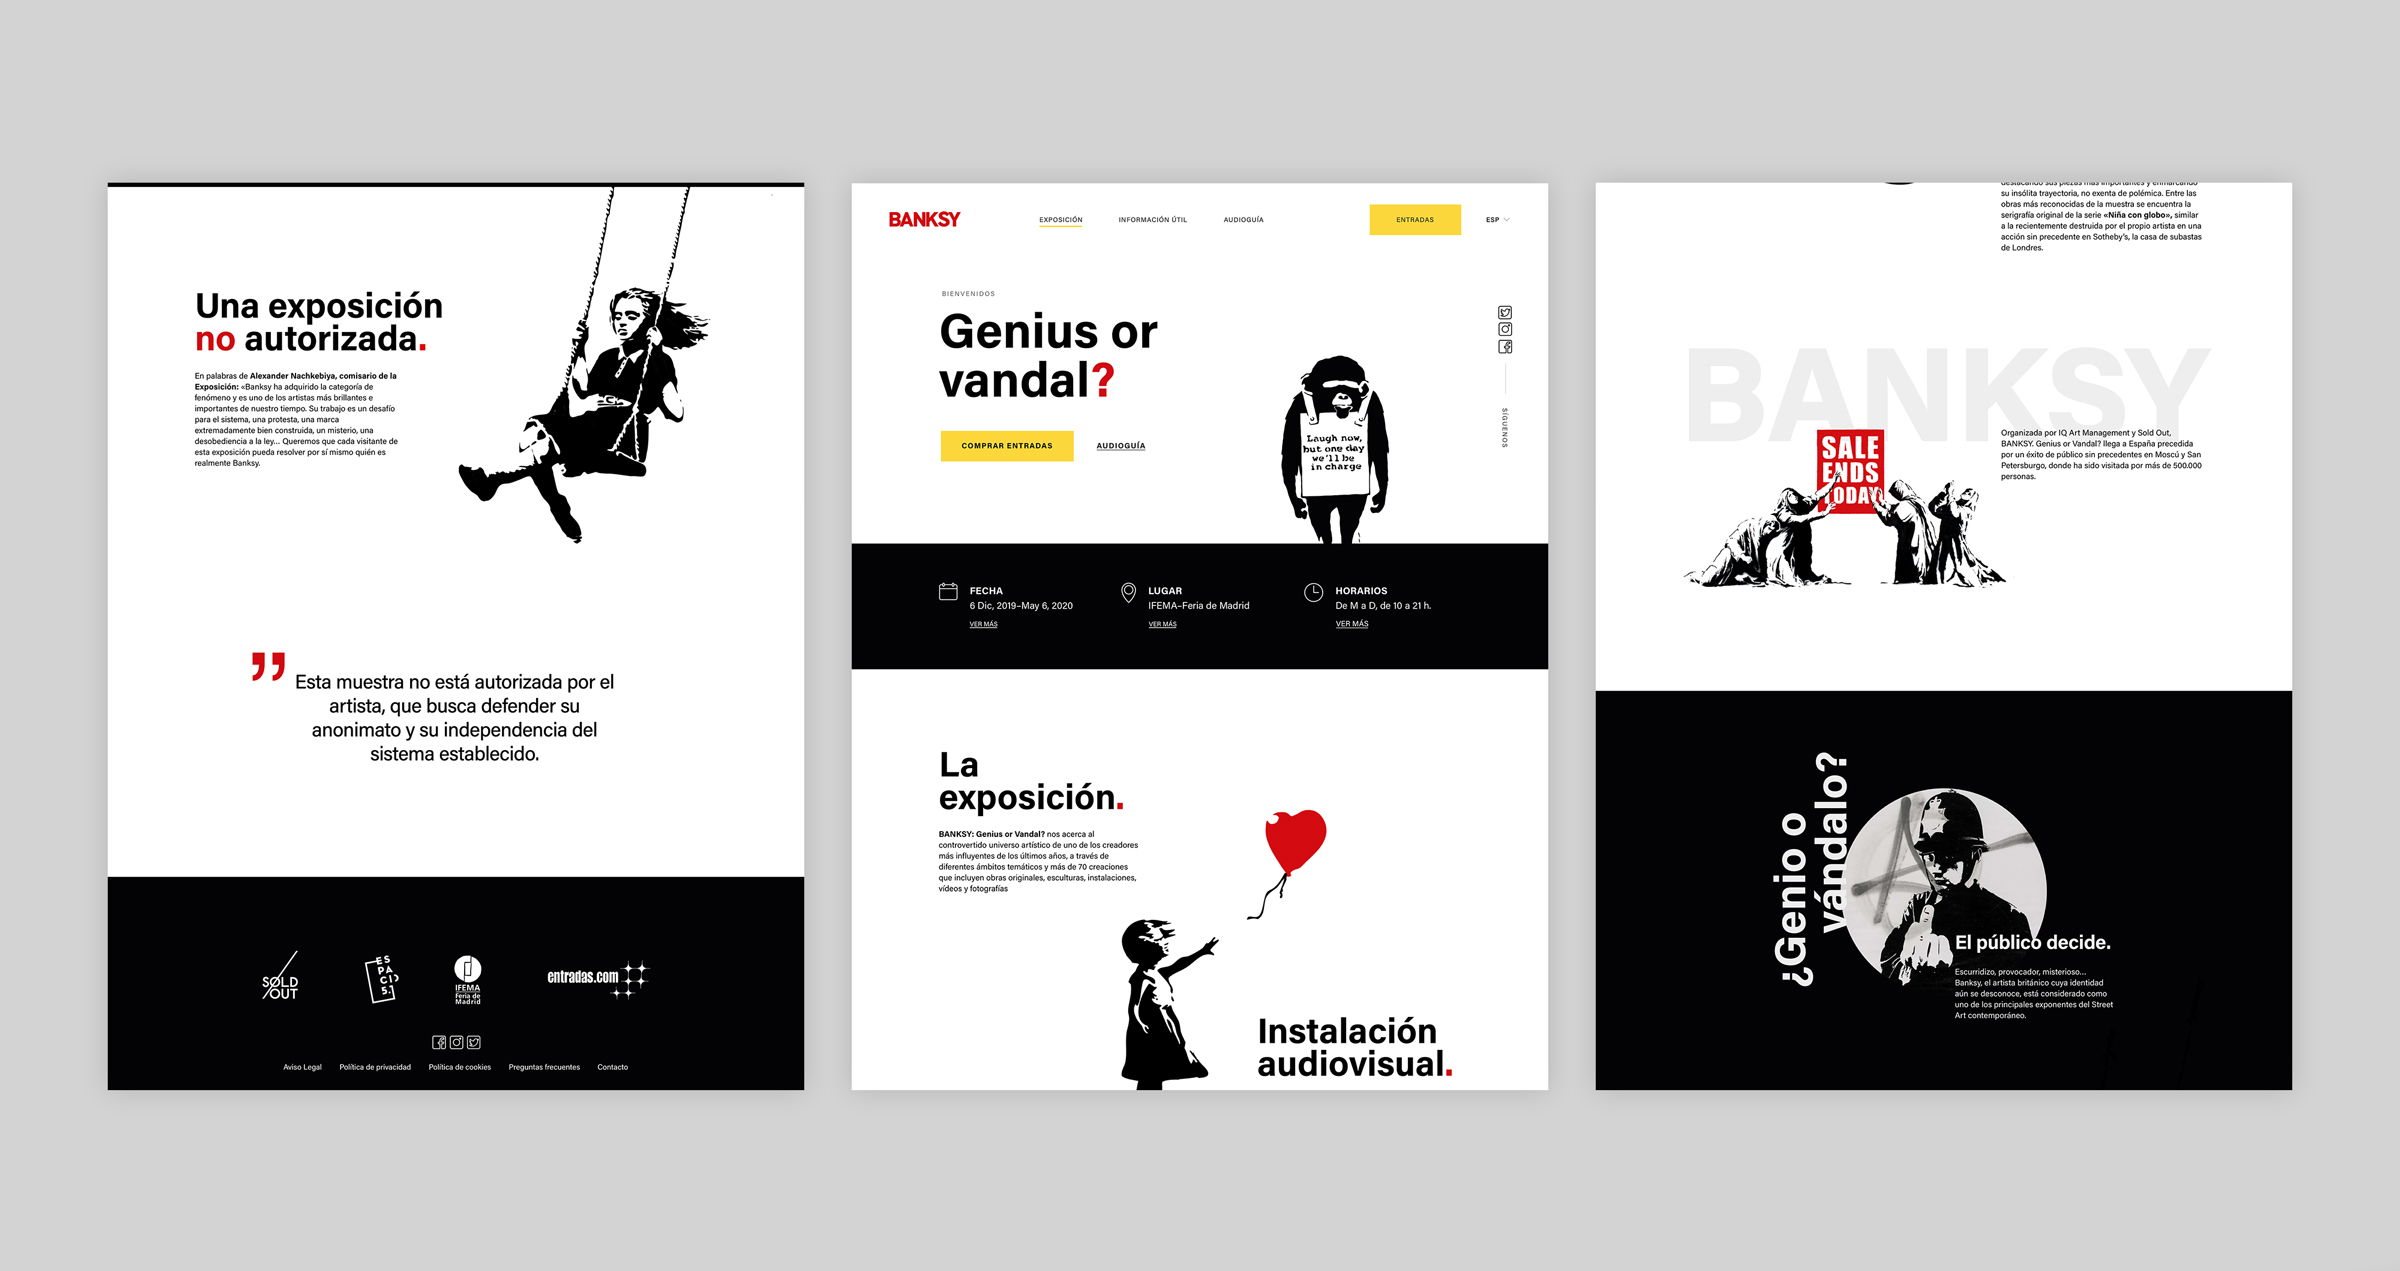 Una exposición
no autorizada.
En palabras de Alexander Nachkebiya, comisario de la
Exposición: «Banksy ha adquirido la categoría de
fenómeno y es uno de los artistas más brillantes e
importantes de nuestro tiempo. Su trabajo es un desafío
para el sistema, una protesta, una marca
extremadamente bien construida, un misterio, una
desobediencia a la ley... Queremos que cada visitante de
esta exposición pueda resolver por sí mismo quién es
realmente Banksy.
” Esta muestra no está autorizada por el
artista, que busca defender su
anonimato y su independencia del
sistema establecido.
SOLD
OUT
ES
PA
CIO
5.
IFEMA
Feria de
Madrid
entradas.com
Aviso Legal Política de privacidad Política de cookies Preguntas frecuentes Contacto
BANKSY EXPOSICIÓN INFORMACIÓN ÚTIL AUDIOGUÍA ENTRADAS ESP
BIENVENIDOS
Genius or
vandal?
COMPRAR ENTRADAS AUDIOGUÍA
SÍGUENOS
Laugh now,
but one day
we'll be
in charge
FECHA
6 Dic, 2019–May 6, 2020
VER MÁS
LUGAR
IFEMA–Feria de Madrid
VER MÁS
HORARIOS
De M a D, de 10 a 21 h.
VER MÁS
La
exposición.
BANKSY: Genius or Vandal? nos acerca al
controvertido universo artístico de uno de los creadores
más influyentes de los últimos años, a través de
diferentes ámbitos temáticos y más de 70 creaciones
que incluyen obras originales, esculturas, instalaciones,
vídeos y fotografías
Instalación
audiovisual.
destacando sus piezas más importantes y enmarcando
su insólita trayectoria, no exenta de polémica. Entre las
obras más reconocidas de la muestra se encuentra la
serigrafía original de la serie «Niña con globo», similar
a la recientemente destruida por el propio artista en una
acción sin precedente en Sotheby's, la casa de subastas
de Londres.
BANKSY
SALE
ENDS
TODAY
Organizada por IQ Art Management y Sold Out,
BANKSY. Genius or Vandal? llega a España precedida
por un éxito de público sin precedentes en Moscú y San
Petersburgo, donde ha sido visitada por más de 500.000
personas.
¿Genio o
vándalo?
El público decide.
Escurridizo, provocador, misterioso...
Banksy, el artista británico cuya identidad
aún se desconoce, está considerado como
uno de los principales exponentes del Street
Art contemporáneo.